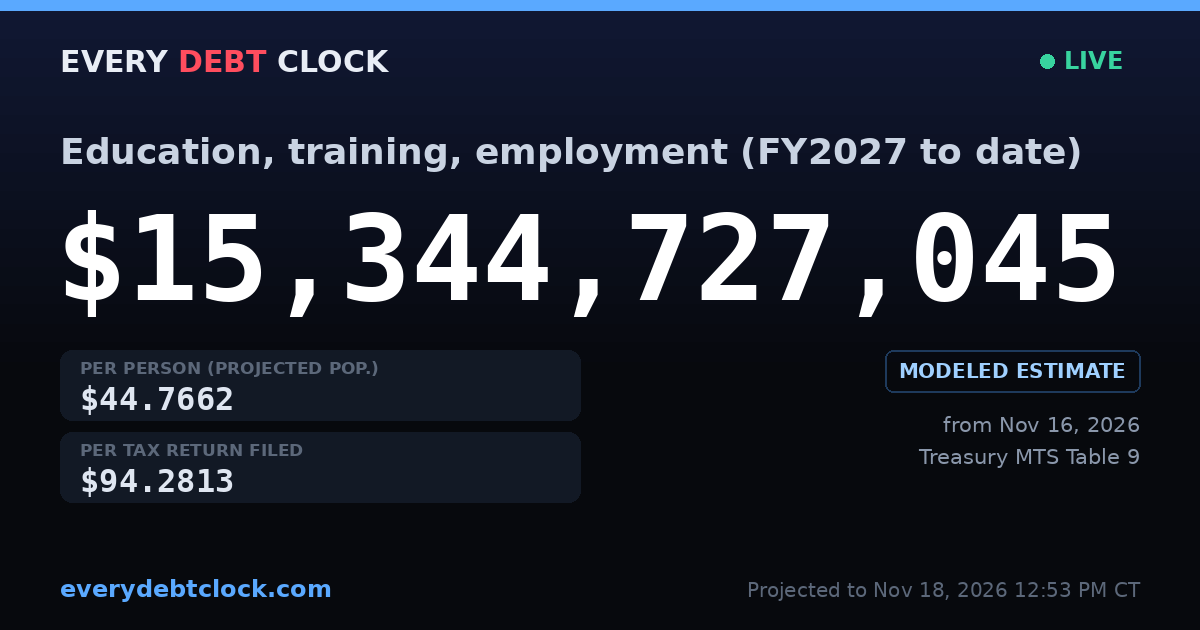 EVERY DEBT CLOCK
LIVE
Education, training, employment (FY2027 to date)
$15,344,727,045
PER PERSON (PROJECTED POP.)
$44.7662
PER TAX RETURN FILED
$94.2813
MODELED ESTIMATE
from Nov 16, 2026
Treasury MTS Table 9
everydebtclock.com
Projected to Nov 18, 2026 12:53 PM CT